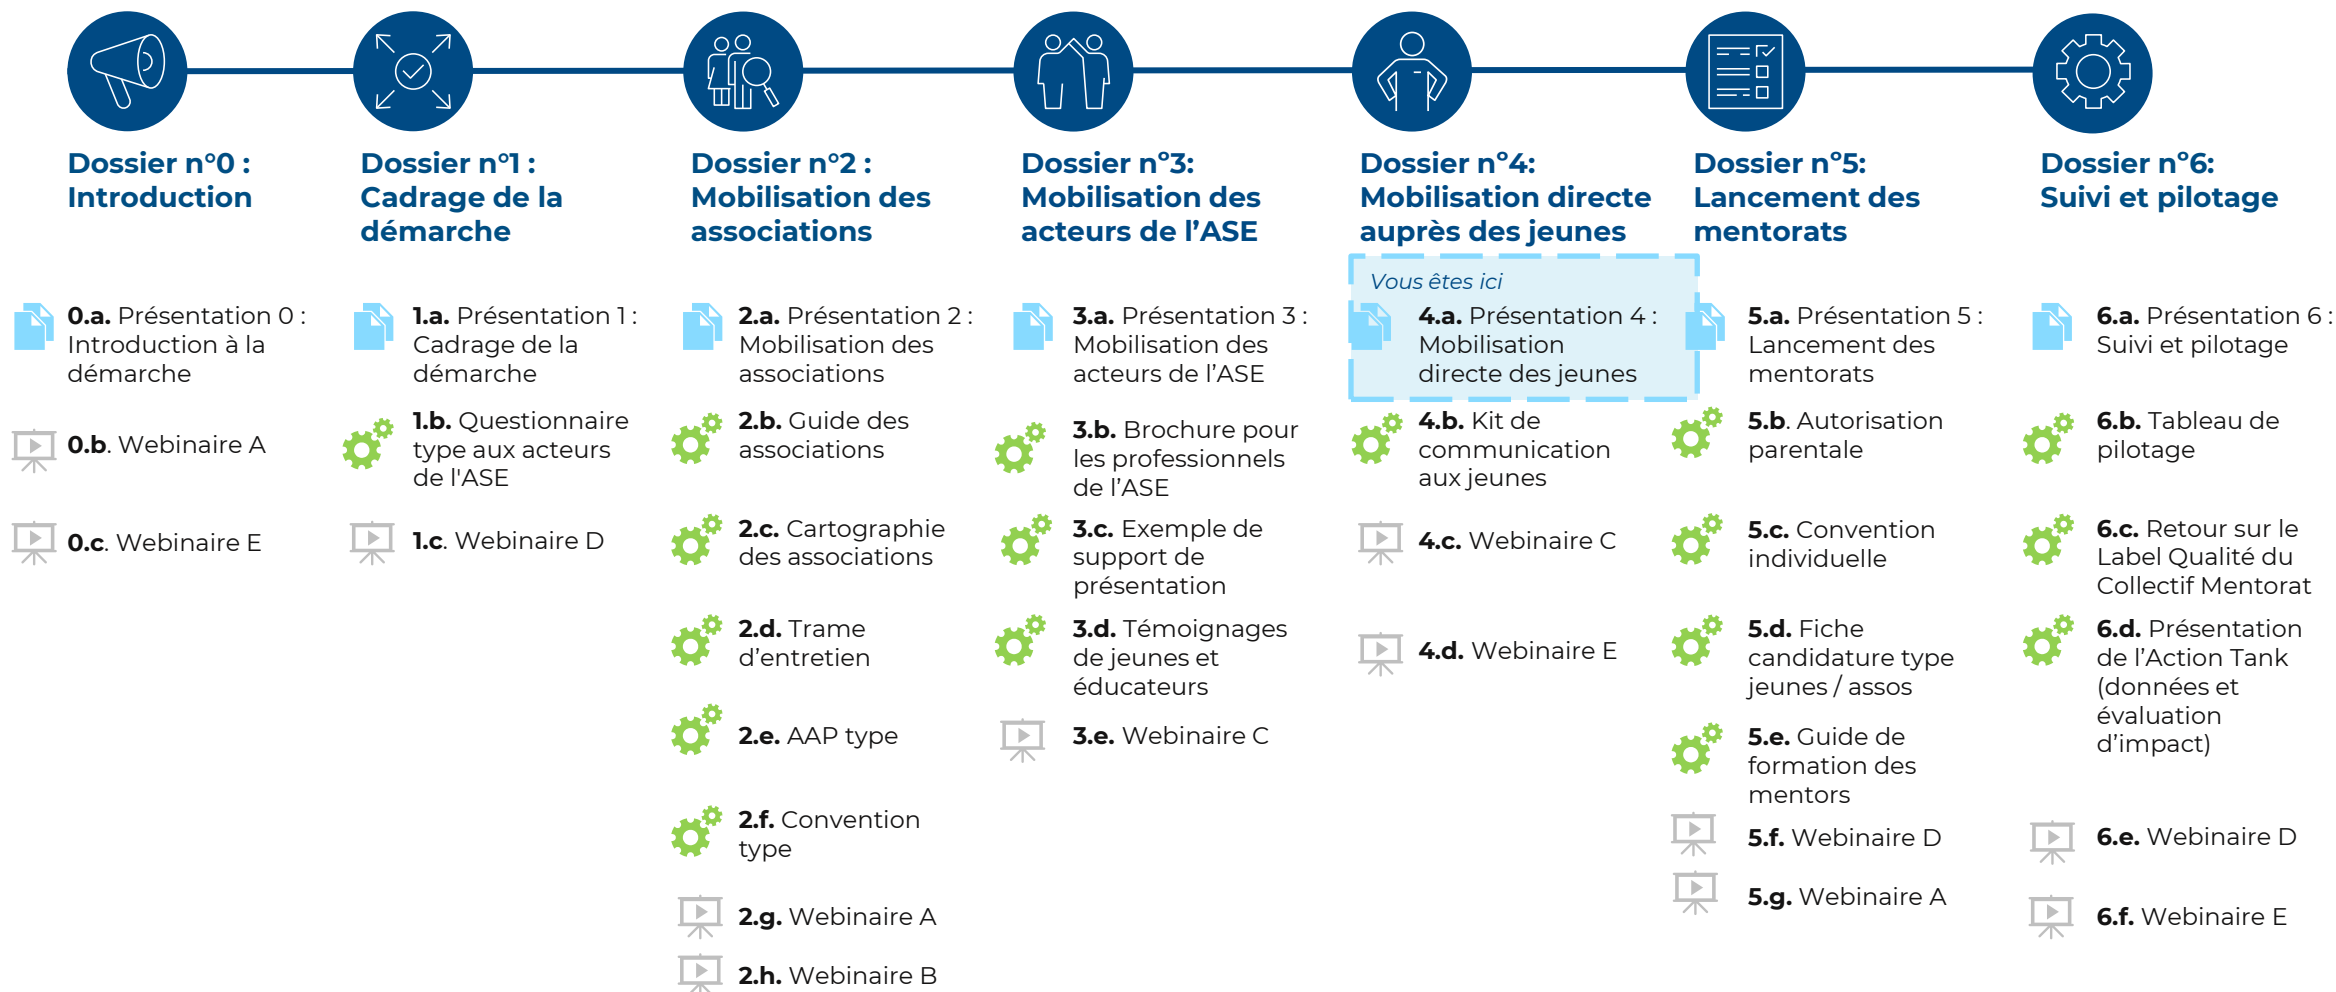 Dossier n°0 :
Introduction
0.a. Présentation 0 :
Introduction à la
démarche
0.b. Webinaire A
0.c. Webinaire E
Dossier n°1 :
Cadrage de la
démarche
1.a. Présentation 1 :
Cadrage de la
démarche
1.b. Questionnaire
type aux acteurs
de l'ASE
1.c. Webinaire D
Dossier n°2 :
Mobilisation des
associations
2.a. Présentation 2 :
Mobilisation des
associations
2.b. Guide des
associations
2.c. Cartographie
des associations
2.d. Trame
d’entretien
2.e. AAP type
2.f. Convention
type
2.g. Webinaire A
2.h. Webinaire B
Dossier nº3:
Mobilisation des
acteurs de l’ASE
3.a. Présentation 3 :
Mobilisation des
acteurs de l’ASE
3.b. Brochure pour
les professionnels
de l’ASE
3.c. Exemple de
support de
présentation
3.d. Témoignages
de jeunes et
éducateurs
3.e. Webinaire C
Dossier nº4:
Mobilisation directe
auprès des jeunes
Vous êtes ici
4.a. Présentation 4 :
Mobilisation
directe des jeunes
4.b. Kit de
communication
aux jeunes
4.c. Webinaire C
4.d. Webinaire E
Dossier nº5:
Lancement des
mentorats
5.a. Présentation 5 :
Lancement des
mentorats
5.b. Autorisation
parentale
5.c. Convention
individuelle
5.d. Fiche
candidature type
jeunes / assos
5.e. Guide de
formation des
mentors
5.f. Webinaire D
5.g. Webinaire A
Dossier nº6:
Suivi et pilotage
6.a. Présentation 6 :
Suivi et pilotage
6.b. Tableau de
pilotage
6.c. Retour sur le
Label Qualité du
Collectif Mentorat
6.d. Présentation
de l’Action Tank
(données et
évaluation
d’impact)
6.e. Webinaire D
6.f. Webinaire E